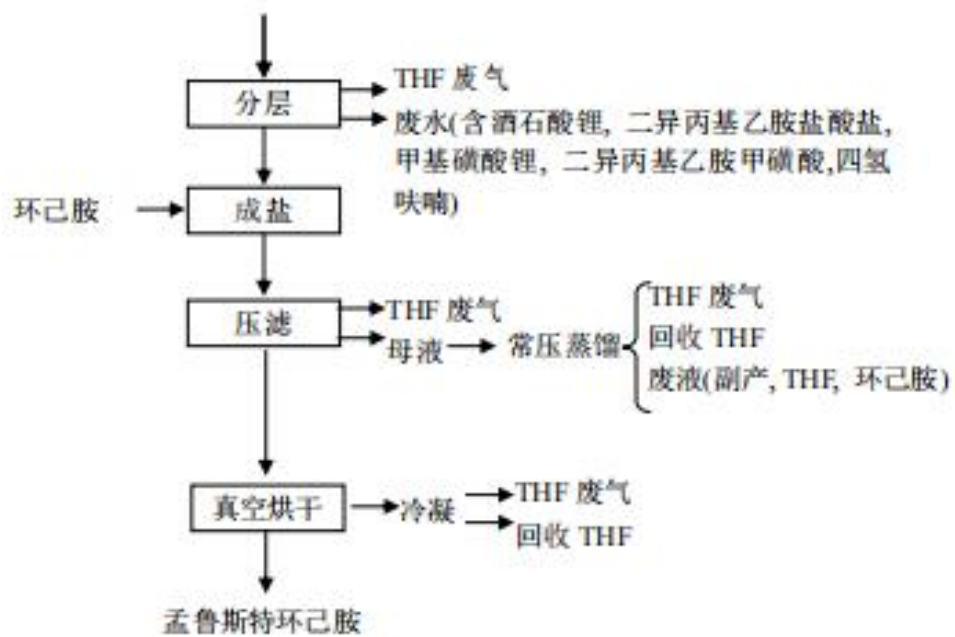 THF 废气
分层
废水(含酒石酸锂, 二异丙基乙胺盐酸盐,
甲基磺酸锂, 二异丙基乙胺甲磺酸,四氢
呋喃)
环己胺
成盐
压滤
THF 废气
母液
常压蒸馏
THF 废气
回收 THF
废液(副产, THF, 环己胺)
真空烘干
冷凝
THF 废气
回收 THF
孟鲁斯特环己胺